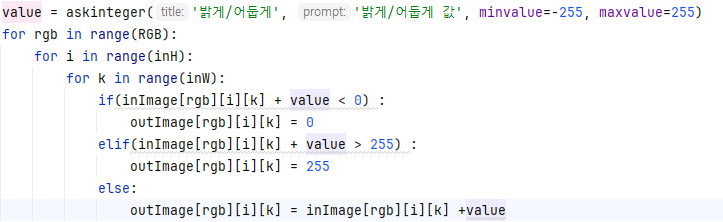 value = askinteger( title: '밝게/어둡게', prompt: '밝게/어둡게 값', minvalue=-255, maxvalue=255)
for rgb in range(RGB):
    for i in range(inH):
        for k in range(inW):
            if(inImage[rgb][i][k] + value < 0) :
                outImage[rgb][i][k] = 0
            elif(inImage[rgb][i][k] + value > 255) :
                outImage[rgb][i][k] = 255
            else:
                outImage[rgb][i][k] = inImage[rgb][i][k] +value